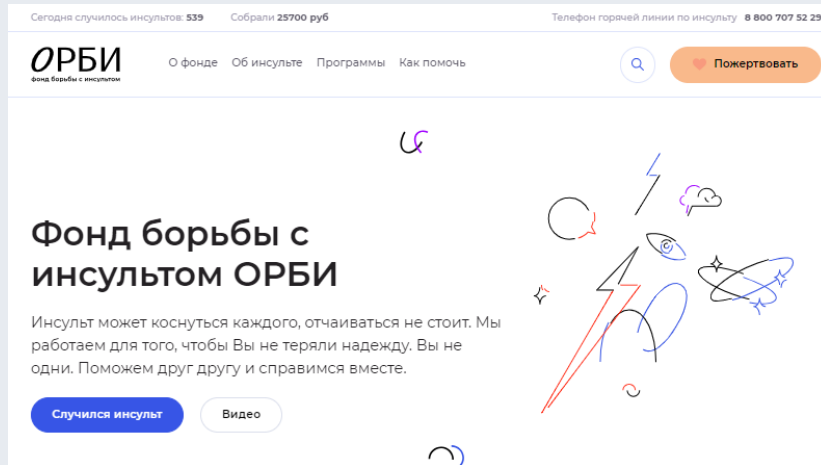 Сегодня случилось инсультов: 539 Собрали 25700 руб Телефон горячей линии по инсульту 8 800 707 52 29
ОРБИ
фонд борьбы с инсультом
О фонде Об инсульте Программы Как помочь Пожертвовать
Фонд борьбы с
инсультом ОРБИ
Инсульт может коснуться каждого, отчаиваться не стоит. Мы
работаем для того, чтобы Вы не теряли надежду. Вы не
одни. Поможем друг другу и справимся вместе.
Случился инсульт Видео